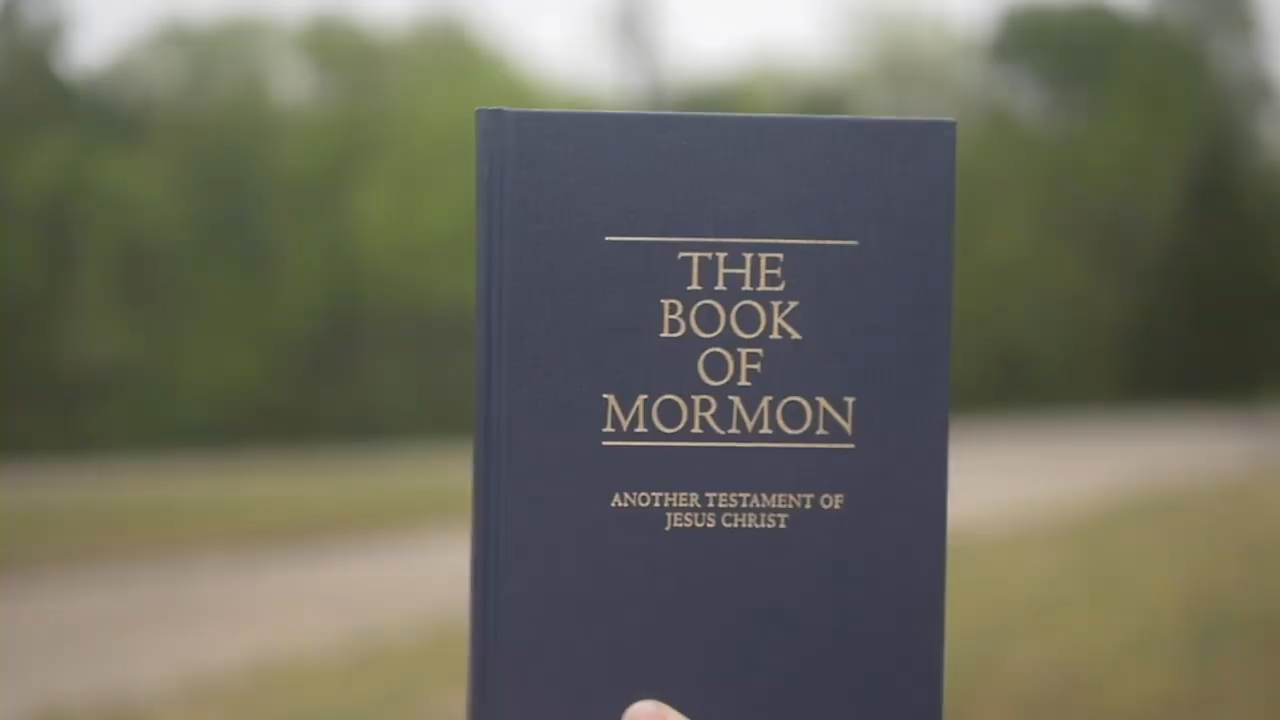 THE
BOOK
OF
MORMON
ANOTHER TESTAMENT OF
JESUS CHRIST